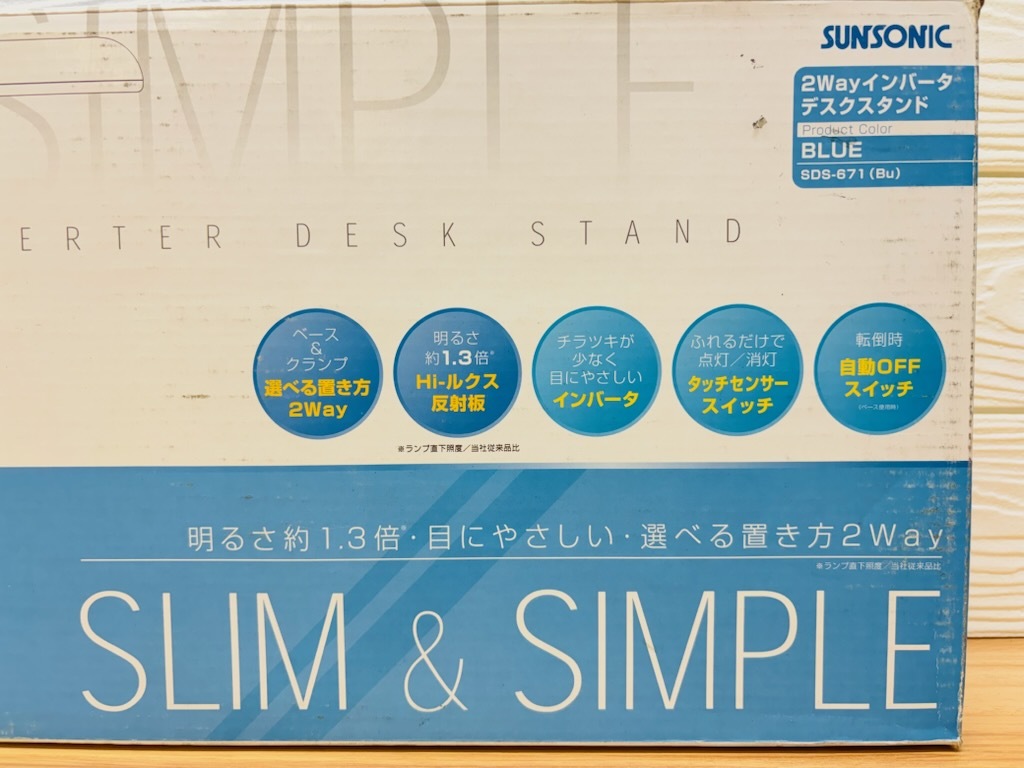 SIMPLE
SUNSONIC
2Wayインバータ
デスクスタンド
Product Color
BLUE
SDS-671(Bu)
ERTER DESK STAND
ベース
&
クランプ
選べる置き方
2Way
明るさ
約1.3倍※
Hi-ルクス
反射板
※ランプ直下照度/当社従来品比
チラツキが
少なく
目にやさしい
インバータ
ふれるだけで
点灯/消灯
タッチセンサー
スイッチ
転倒時
自動OFF
スイッチ
(ベース使用時)
明るさ約1.3倍※・目にやさしい・選べる置き方2Way
※ランプ直下照度/当社従来品比
SLIM & SIMPLE